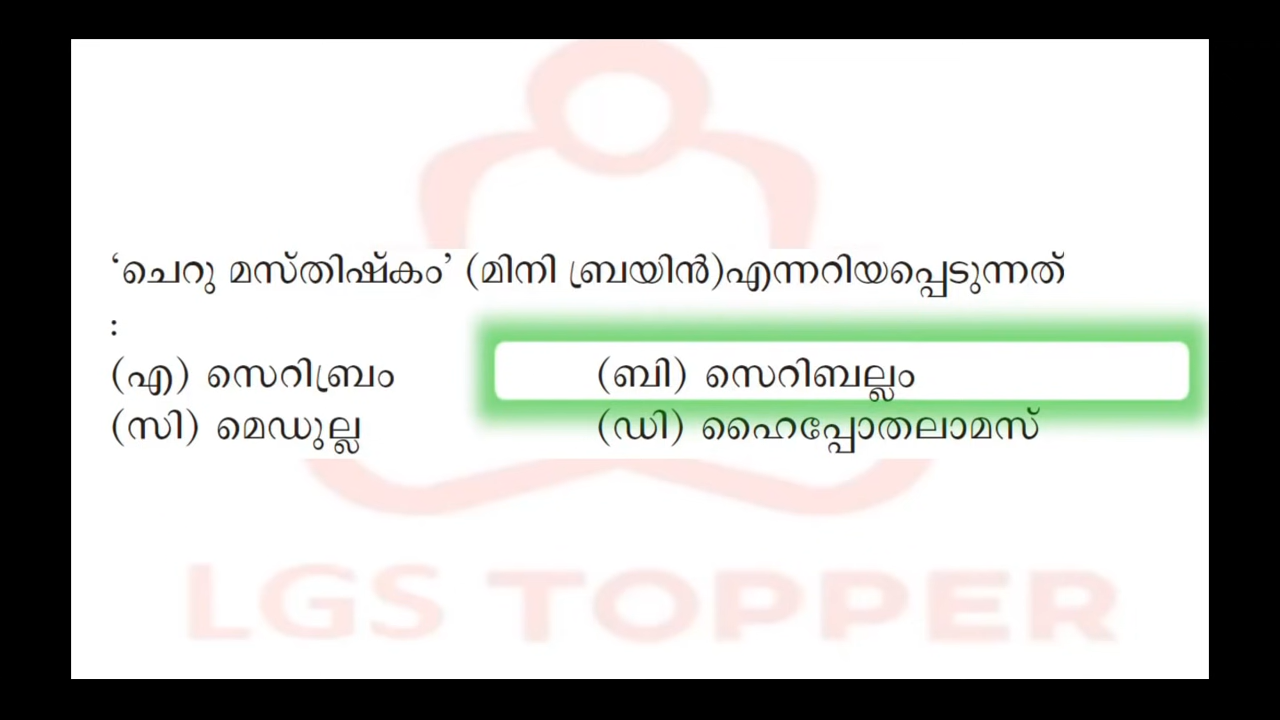 ‘ചെറു മസ്തിഷ്കം’ (മിനി ബ്രയിൻ)എന്നറിയപ്പെടുന്നത്
:
(എ) സെറിബ്രം (ബി) സെറിബല്ലം
(സി) മെഡുല്ല (ഡി) ഹൈപ്പോതലാമസ്
LGS TOPPER